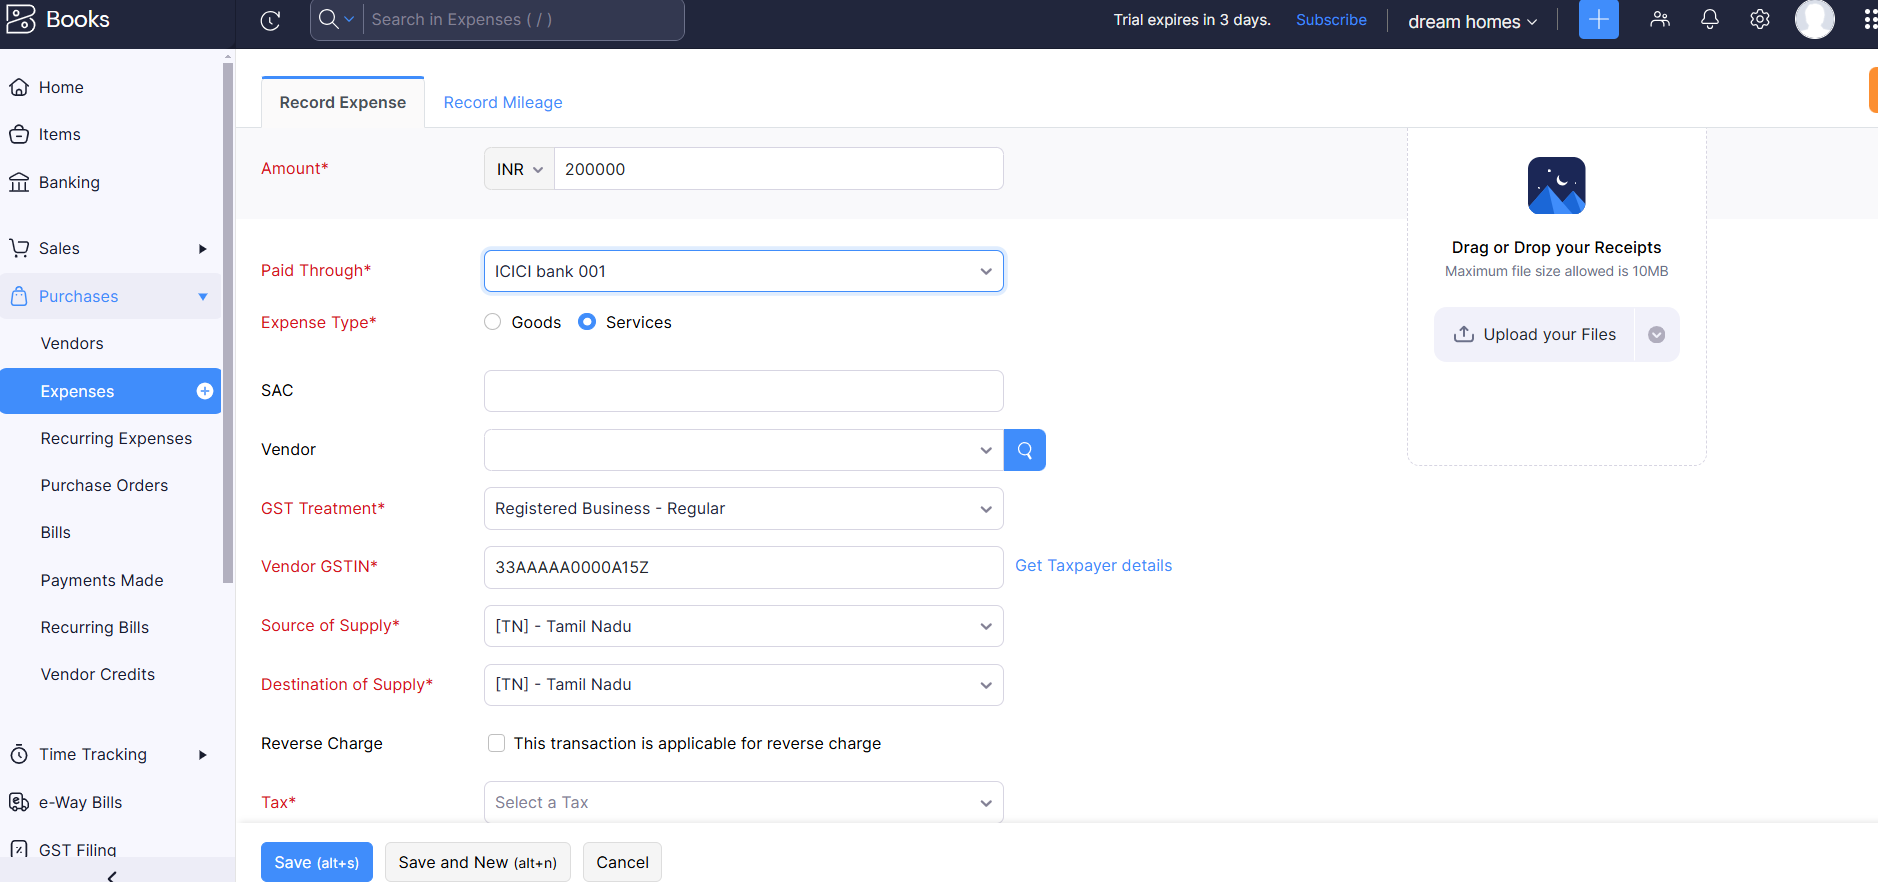 Books
Search in Expenses ( / )
Trial expires in 3 days.
Subscribe
dream homes
Home
Items
Banking
Sales
Purchases
Vendors
Expenses
Recurring Expenses
Purchase Orders
Bills
Payments Made
Recurring Bills
Vendor Credits
Time Tracking
e-Way Bills
GST Filing
Record Expense
Record Mileage
Amount*
INR
200000
Paid Through*
ICICI bank 001
Expense Type*
Goods
Services
SAC
Vendor
GST Treatment*
Registered Business - Regular
Vendor GSTIN*
33AAAAA0000A15Z
Get Taxpayer details
Source of Supply*
[TN] - Tamil Nadu
Destination of Supply*
[TN] - Tamil Nadu
Reverse Charge
This transaction is applicable for reverse charge
Tax*
Select a Tax
Drag or Drop your Receipts
Maximum file size allowed is 10MB
Upload your Files
Save (alt+s)
Save and New (alt+n)
Cancel